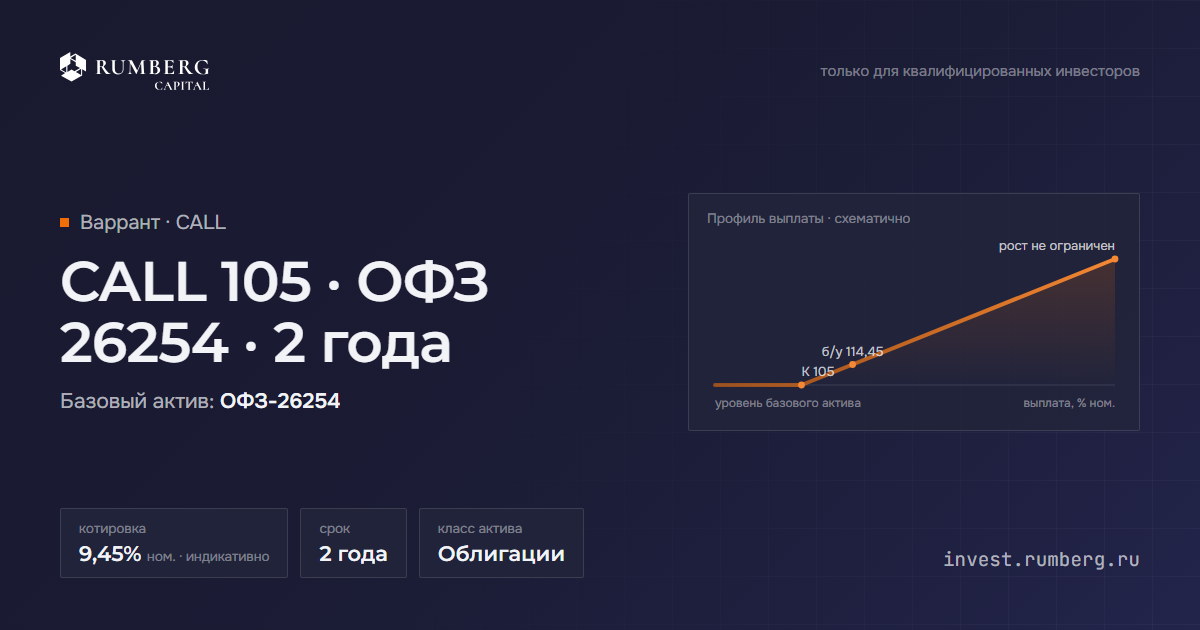 RUMBERG
CAPITAL
только для квалифицированных инвесторов
Варрант · CALL
CALL 105 · ОФЗ
26254 · 2 года
Базовый актив: ОФЗ-26254
Профиль выплаты · схематично
рост не ограничен
б/у 114,45
К 105
уровень базового актива
выплата, % ном.
котировка
9,45% ном. · индикативно
срок
2 года
класс актива
Облигации
invest.rumberg.ru